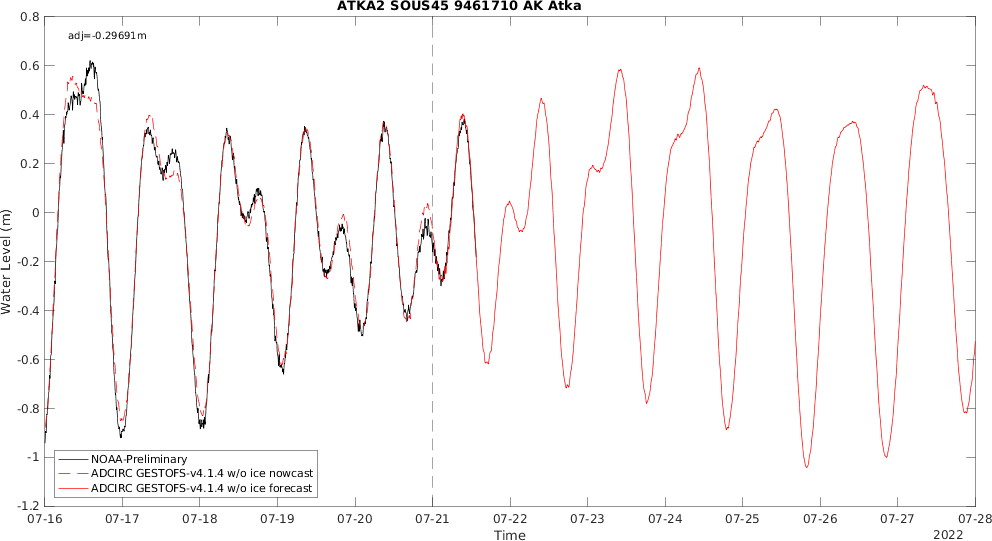 ATKA2 SOUS45 9461710 AK Atka
adj=-0.29691m
0.8
0.6
0.4
0.2
0
-0.2
-0.4
-0.6
-0.8
-1
-1.2
Water Level (m)
NOAA-Preliminary
ADCIRC GESTOFS-v4.1.4 w/o ice nowcast
ADCIRC GESTOFS-v4.1.4 w/o ice forecast
07-16 07-17 07-18 07-19 07-20 07-21 07-22 07-23 07-24 07-25 07-26 07-27 07-28
Time
2022